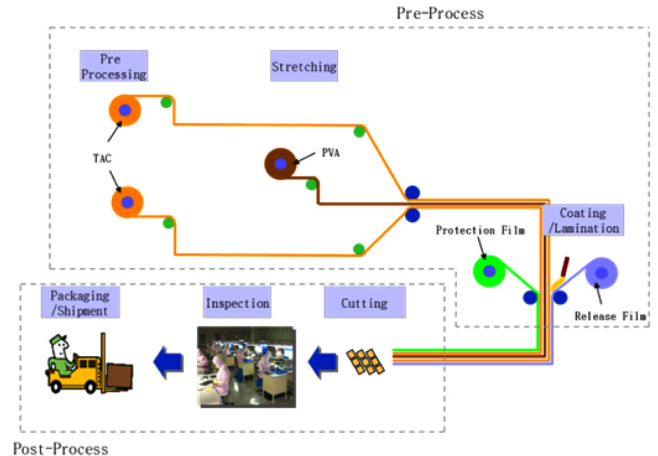 Pre-Process
Pre
Processing
Stretching
TAC
PVA
Coating
/Lamination
Protection Film
Release Film
Packaging
/Shipment
Inspection
Cutting
Post-Process